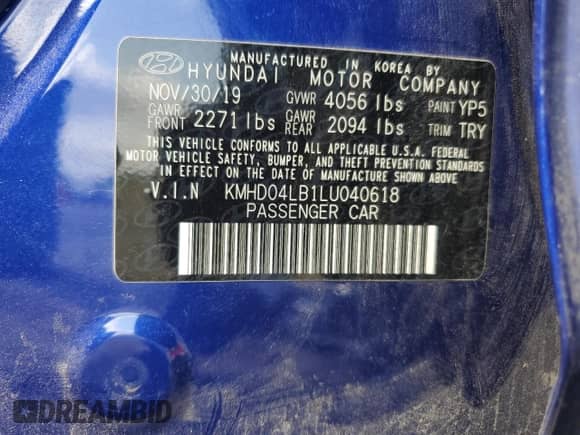 MANUFACTURED IN KOREA BY
HYUNDAI MOTOR COMPANY
NOV/30/19 GVWR 4056 lbs PAINT YP5
GAWR FRONT 2271 lbs GAWR REAR 2094 lbs TRIM TRY
THIS VEHICLE CONFORMS TO ALL APPLICABLE U.S.A. FEDERAL
MOTOR VEHICLE SAFETY, BUMPER, AND THEFT PREVENTION STANDARDS
IN EFFECT ON THE DATE OF MANUFACTURE SHOWN ABOVE.
V.I.N KMHD04LB1LU040618
PASSENGER CAR
DREAMBID